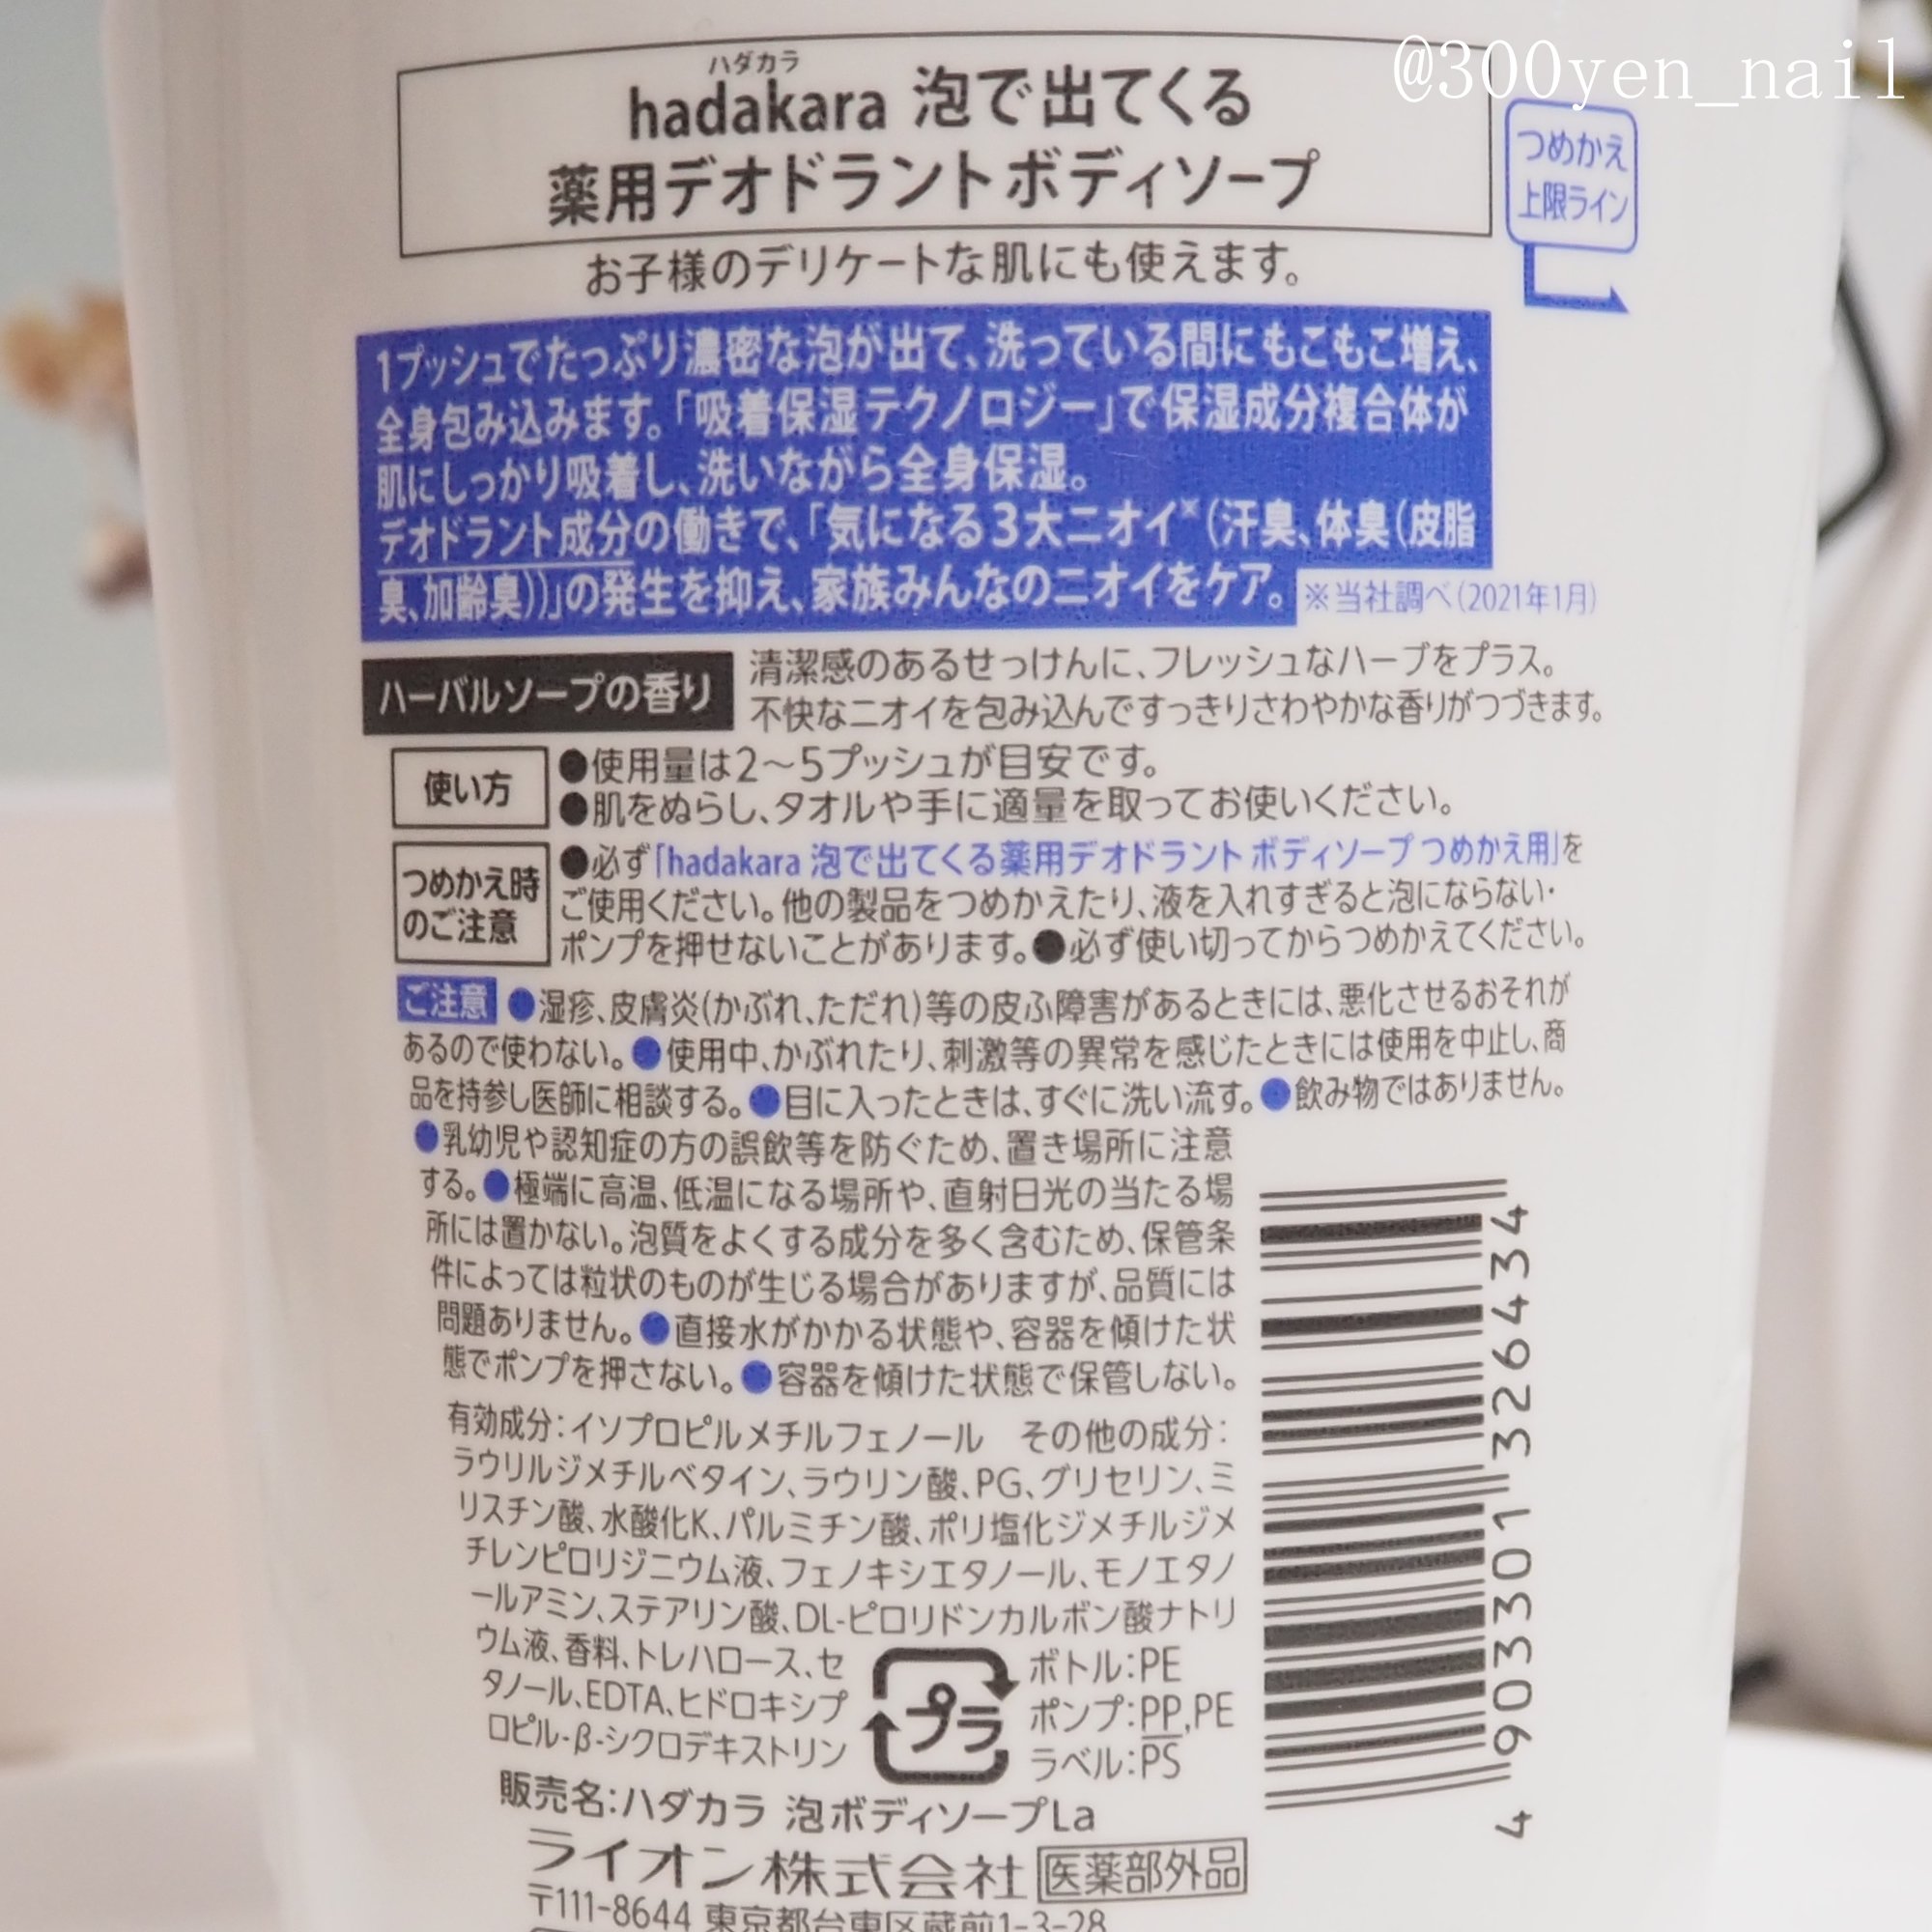 @300yen_nail
ハダカラ
hadakara 泡で出てくる
薬用デオドラント ボディソープ
つめかえ
上限ライン
お子様のデリケートな肌にも使えます。
1プッシュでたっぷり濃密な泡が出て、洗っている間にもこもこ増え、
全身包み込みます。「吸着保湿テクノロジー」で保湿成分複合体が
肌にしっかり吸着し、洗いながら全身保湿。
デオドラント成分の働きで、「気になる3大ニオイ※(汗臭、体臭(皮脂
臭、加齢臭))」の発生を抑え、家族みんなのニオイをケア。
※当社調べ(2021年1月)
ハーバルソープの香り
清潔感のあるせっけんに、フレッシュなハーブをプラス。
不快なニオイを包み込んですっきりさわやかな香りがつづきます。
使い方
●使用量は2〜5プッシュが目安です。
●肌をぬらし、タオルや手に適量を取ってお使いください。
つめかえ時
のご注意
●必ず「hadakara 泡で出てくる薬用デオドラント ボディソープ つめかえ用」を
ご使用ください。他の製品をつめかえたり、液を入れすぎると泡にならない・
ポンプを押せないことがあります。●必ず使い切ってからつめかえてください。
ご注意 ●湿疹、皮膚炎(かぶれ、ただれ)等の皮ふ障害があるときには、悪化させるおそれが
あるので使わない。●使用中、かぶれたり、刺激等の異常を感じたときには使用を中止し、商
品を持参し医師に相談する。●目に入ったときは、すぐに洗い流す。●飲み物ではありません。
●乳幼児や認知症の方の誤飲等を防ぐため、置き場所に注意
する。●極端に高温、低温になる場所や、直射日光の当たる場
所には置かない。泡質をよくする成分を多く含むため、保管条
件によっては粒状のものが生じる場合がありますが、品質には
問題ありません。●直接水がかかる状態や、容器を傾けた状
態でポンプを押さない。●容器を傾けた状態で保管しない。
有効成分：イソプロピルメチルフェノール その他の成分：
ラウリルジメチルベタイン、ラウリン酸、PG、グリセリン、ミ
リスチン酸、水酸化K、パルミチン酸、ポリ塩化ジメチルジメ
チレンピロリジニウム液、フェノキシエタノール、モノエタノ
ールアミン、ステアリン酸、DL-ピロリドンカルボン酸ナトリ
ウム液、香料、トレハロース、セ
タノール、EDTA、ヒドロキシプ
ロピル-β-シクロデキストリン
プラ
ボトル：PE
ポンプ：PP,PE
ラベル：PS
4 903301 326434
販売名：ハダカラ 泡ボディソープLa
ライオン株式会社 医薬部外品
〒111-8644 東京都台東区蔵前1-3-28